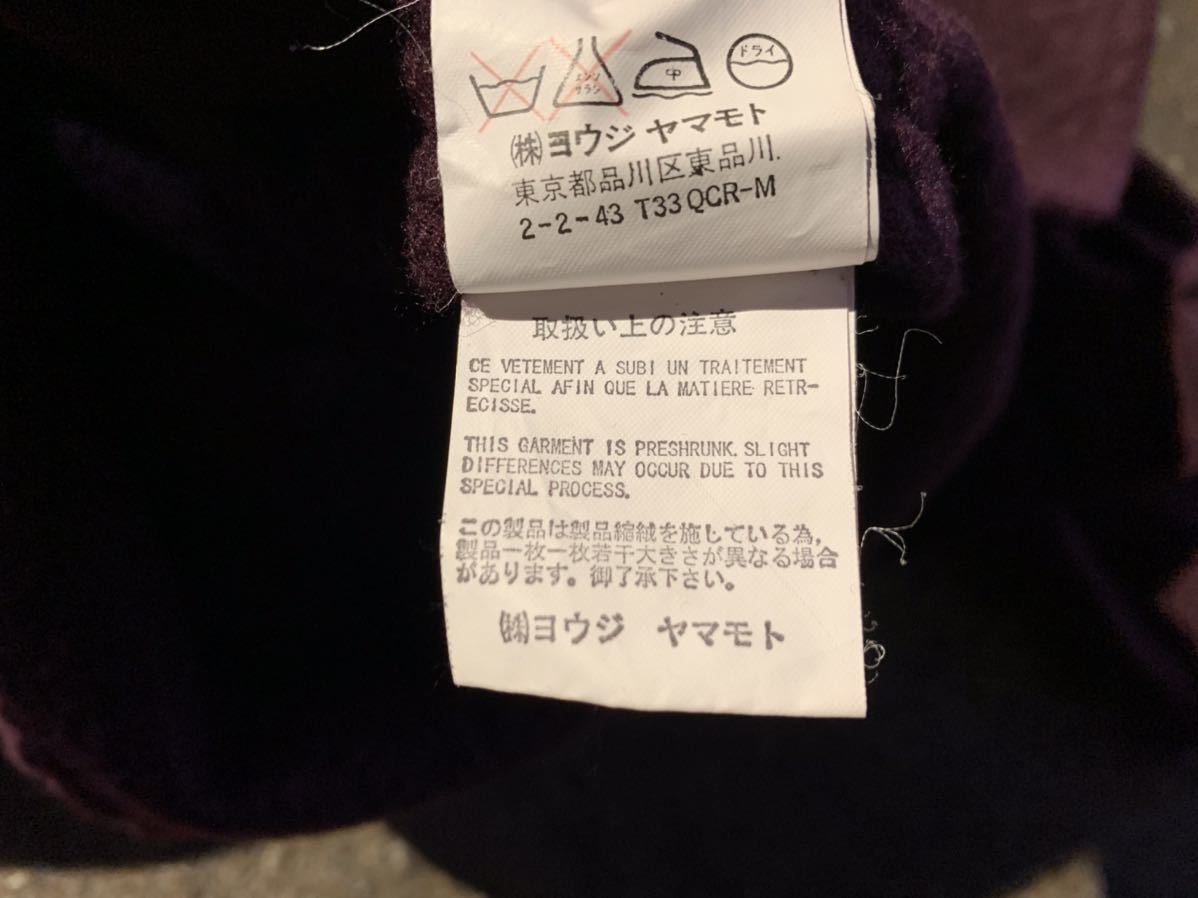 エンソ
サラシ
中
ドライ
(株)ヨウジ ヤマモト
東京都品川区東品川.
2-2-43 T33QCR-M
取扱い上の注意
CE VETEMENT A SUBI UN TRAITEMENT
SPECIAL AFIN QUE LA MATIERE RETR-
ECISSE.
THIS GARMENT IS PRESHRUNK. SLIGHT
DIFFERENCES MAY OCCUR DUE TO THIS
SPECIAL PROCESS.
この製品は製品縮絨を施している為,
製品一枚一枚若干大きさが異なる場合
があります。御了承下さい。
(株)ヨウジ ヤマモト